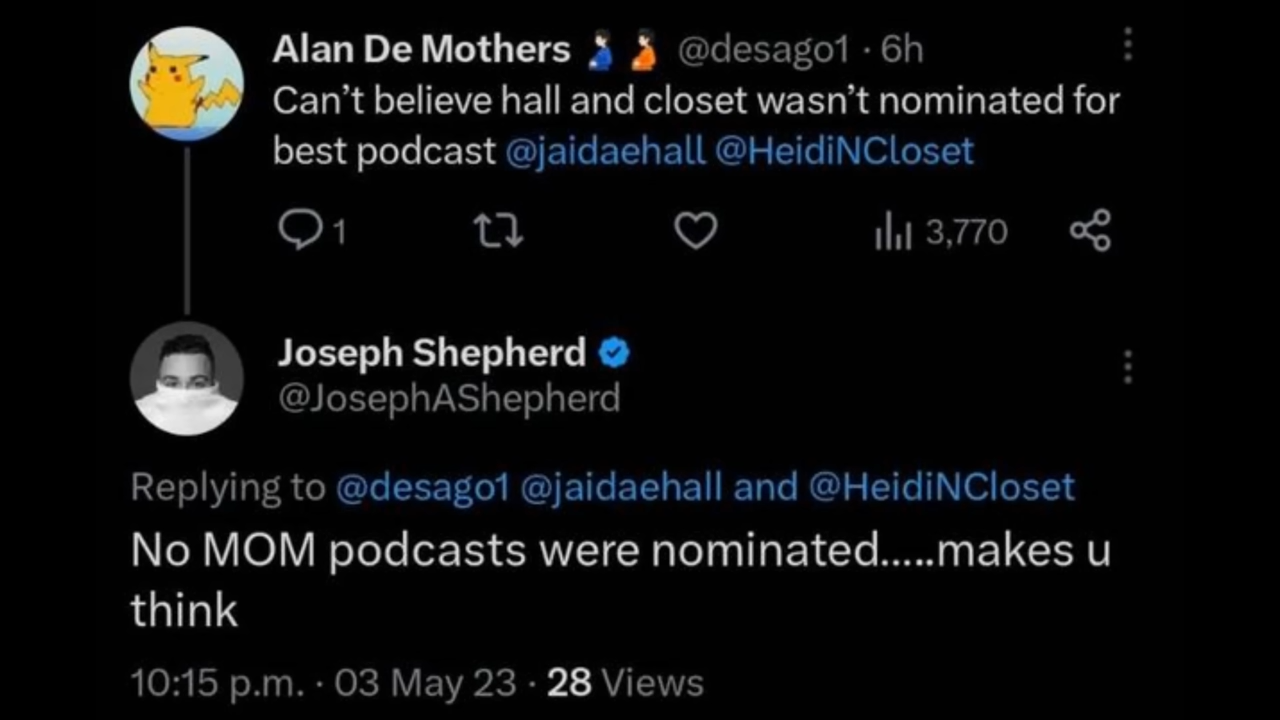 Alan De Mothers 🫃🏻🫃🏻 @desago1 · 6h
Can't believe hall and closet wasn't nominated for
best podcast @jaidaehall @HeidiNCloset
1 3,770
Joseph Shepherd
@JosephAShepherd
Replying to @desago1 @jaidaehall and @HeidiNCloset
No MOM podcasts were nominated.....makes u
think
10:15 p.m. · 03 May 23 · 28 Views